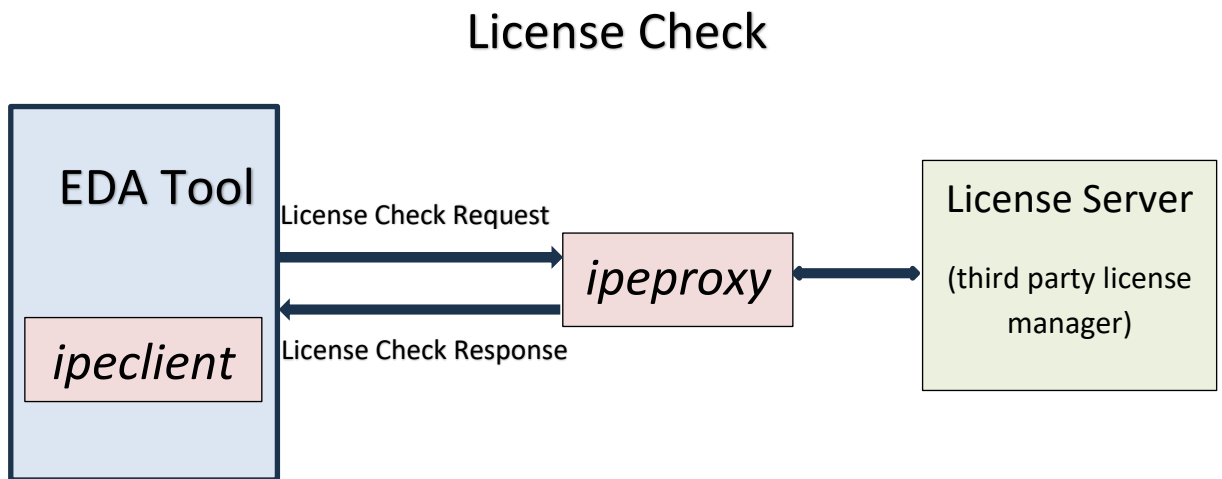 License Check
EDA Tool
License Check Request
ipeproxy
License Check Response
ipeclient
License Server
(third party license
manager)